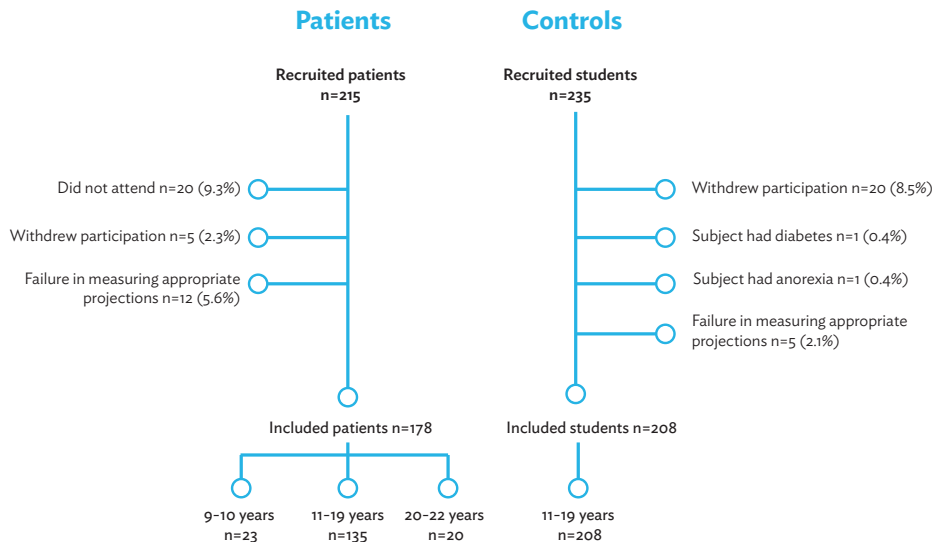 Patients
Controls
Recruited patients
n=215
Recruited students
n=235
Did not attend n=20 (9.3%)
Withdrew participation n=5 (2.3%)
Failure in measuring appropriate
projections n=12 (5.6%)
Withdrew participation n=20 (8.5%)
Subject had diabetes n=1 (0.4%)
Subject had anorexia n=1 (0.4%)
Failure in measuring appropriate
projections n=5 (2.1%)
Included patients n=178
Included students n=208
9-10 years
n=23
11-19 years
n=135
20-22 years
n=20
11-19 years
n=208